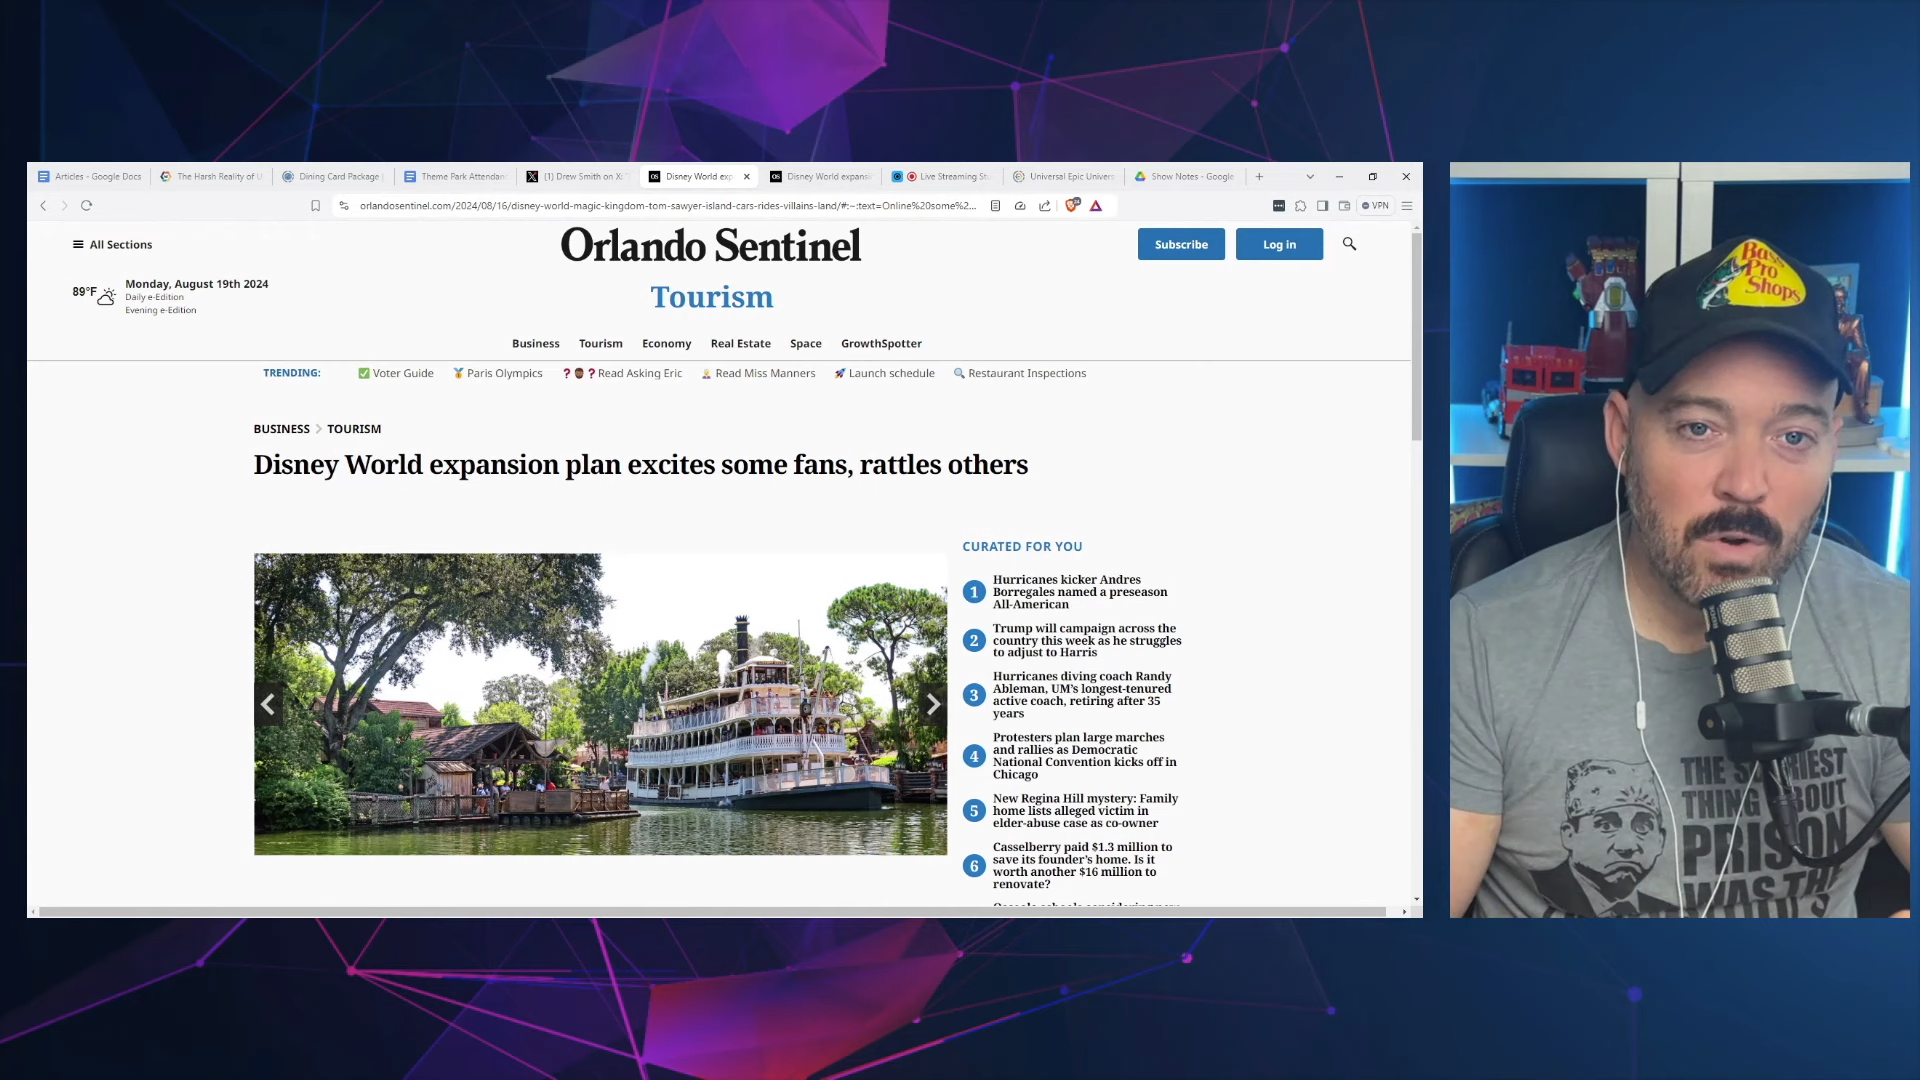 Articles - Google Docs
The Harsh Reality of U
Dining Card Package
Theme Park Attendan
(1) Drew Smith on X: "
Disney World exp
Disney World expansi
Live Streaming Stu
Universal Epic Univers
Show Notes - Google
orlandosentinel.com/2024/08/16/disney-world-magic-kingdom-tom-sawyer-island-cars-rides-villains-land/#:~:text=Online%20some%2...
VPN
All Sections
Orlando Sentinel
Subscribe
Log in
89°F
Monday, August 19th 2024
Daily e-Edition
Evening e-Edition
Tourism
Business Tourism Economy Real Estate Space GrowthSpotter
TRENDING: ✅ Voter Guide 🏅 Paris Olympics ❓ ❓ Read Asking Eric Read Miss Manners 🚀 Launch schedule 🔍 Restaurant Inspections
BUSINESS > TOURISM
Disney World expansion plan excites some fans, rattles others
CURATED FOR YOU
1 Hurricanes kicker Andres
Borregales named a preseason
All-American
2 Trump will campaign across the
country this week as he struggles
to adjust to Harris
3 Hurricanes diving coach Randy
Ableman, UM's longest-tenured
active coach, retiring after 35
years
4 Protesters plan large marches
and rallies as Democratic
National Convention kicks off in
Chicago
5 New Regina Hill mystery: Family
home lists alleged victim in
elder-abuse case as co-owner
6 Casselberry paid $1.3 million to
save its founder's home. Is it
worth another $16 million to
renovate?
Bass
Pro
Shops
THE
THING
PRISON
WAS THE